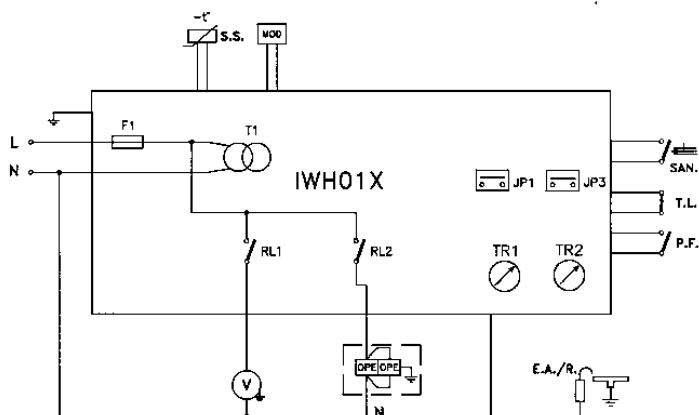 -t°
S.S.
MOD
F1
T1
L
N
IWH01X
JP1
JP3
SAN.
T.L.
P.F.
RL1
RL2
TR1
TR2
V
OPE OPE
E.A./R.
N